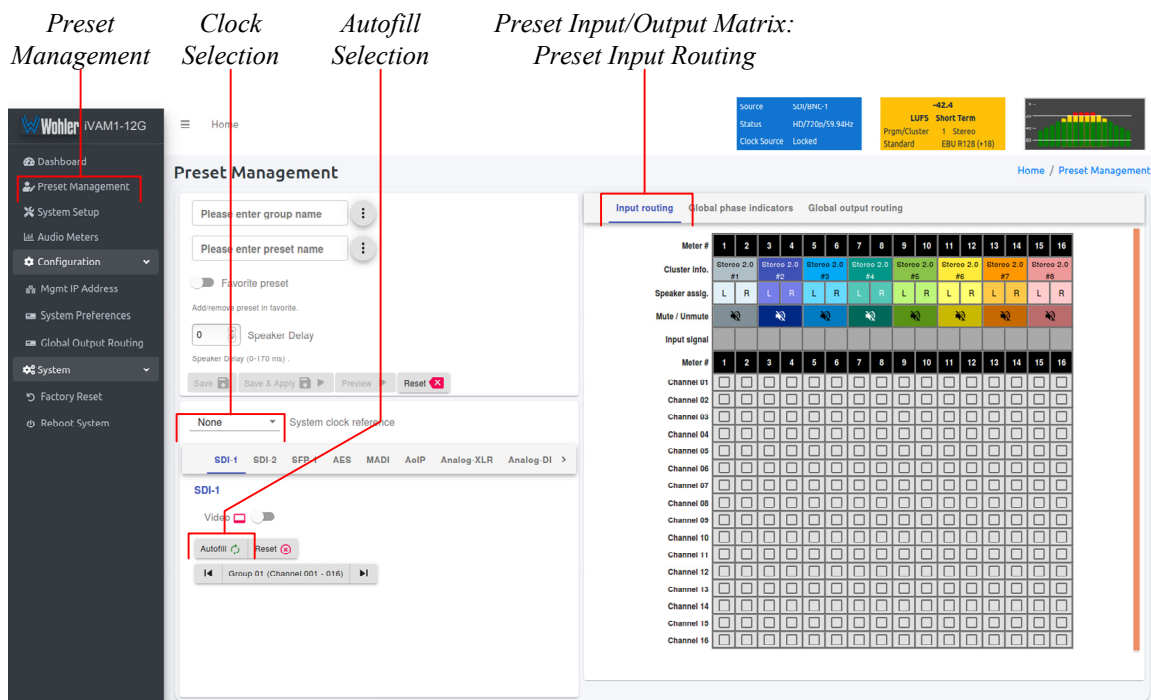 Preset Management
Clock Selection
Autofill Selection
Preset Input/Output Matrix:
Preset Input Routing
Wohler iVAM1-12G
Home
Source SDI/BNC-1
Status HD/720p/59.94Hz
Clock Source Locked
-42.4
LUFS Short Term
Prgm/Cluster 1 Stereo
Standard EBU R128 (+18)
Dashboard
Preset Management
System Setup
Audio Meters
Configuration
Mgmt IP Address
System Preferences
Global Output Routing
System
Factory Reset
Reboot System
Preset Management
Home / Preset Management
Please enter group name
Please enter preset name
Favorite preset
Add/remove preset in favorite.
0 Speaker Delay
Speaker Delay (0-170 ms) .
Save Save & Apply Preview Reset
None System clock reference
SDI-1 SDI-2 SFP-1 AES MADI AoIP Analog-XLR Analog-DI >
SDI-1
Video
Autofill Reset
Group 01 (Channel 001 - 016)
Input routing Global phase indicators Global output routing
Meter # 1 2 3 4 5 6 7 8 9 10 11 12 13 14 15 16
Cluster info. Stereo 2.0 #1 Stereo 2.0 #2 Stereo 2.0 #3 Stereo 2.0 #4 Stereo 2.0 #5 Stereo 2.0 #6 Stereo 2.0 #7 Stereo 2.0 #8
Speaker assig. L R L R L R L R L R L R L R L R
Mute / Unmute
Input signal
Meter # 1 2 3 4 5 6 7 8 9 10 11 12 13 14 15 16
Channel 01
Channel 02
Channel 03
Channel 04
Channel 05
Channel 06
Channel 07
Channel 08
Channel 09
Channel 10
Channel 11
Channel 12
Channel 13
Channel 14
Channel 15
Channel 16